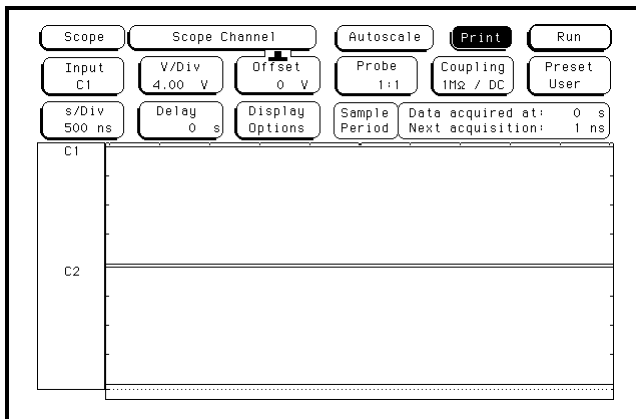 Scope Scope Channel Autoscale Print Run
Input C1 V/Div 4.00 V Offset 0 V Probe 1:1 Coupling 1MΩ / DC Preset User
s/Div 500 ns Delay 0 s Display Options Sample Period Data acquired at: 0 s
Next acquisition: 1 ns
C1
C2